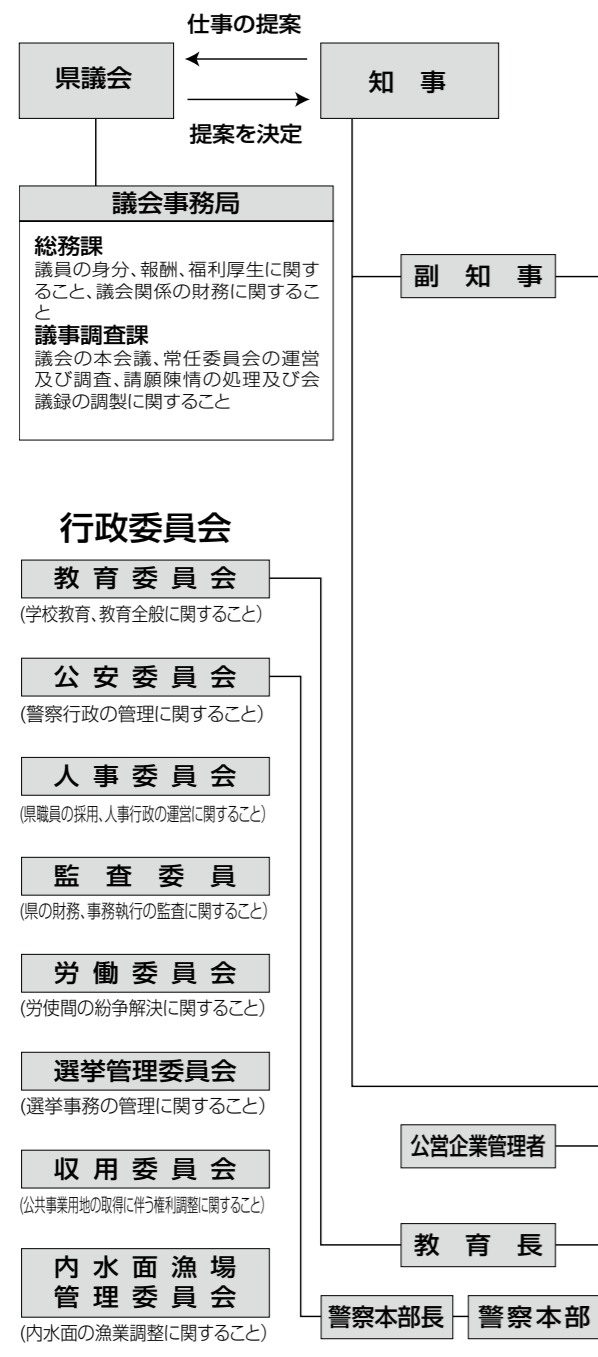 仕事の提案
県議会
知事
提案を決定
議会事務局
総務課
議員の身分、報酬、福利厚生に関す
ること、議会関係の財務に関するこ
と
議事調査課
議会の本会議、常任委員会の運営
及び調査、請願陳情の処理及び会
議録の調製に関すること
副知事
行政委員会
教育委員会
(学校教育、教育全般に関すること)
公安委員会
(警察行政の管理に関すること)
人事委員会
(県職員の採用、人事行政の運営に関すること)
監査委員
(県の財務、事務執行の監査に関すること)
労働委員会
(労使間の紛争解決に関すること)
選挙管理委員会
(選挙事務の管理に関すること)
収用委員会
(公共事業用地の取得に伴う権利調整に関すること)
内水面漁場
管理委員会
(内水面の漁業調整に関すること)
公営企業管理者
教育長
警察本部長
警察本部